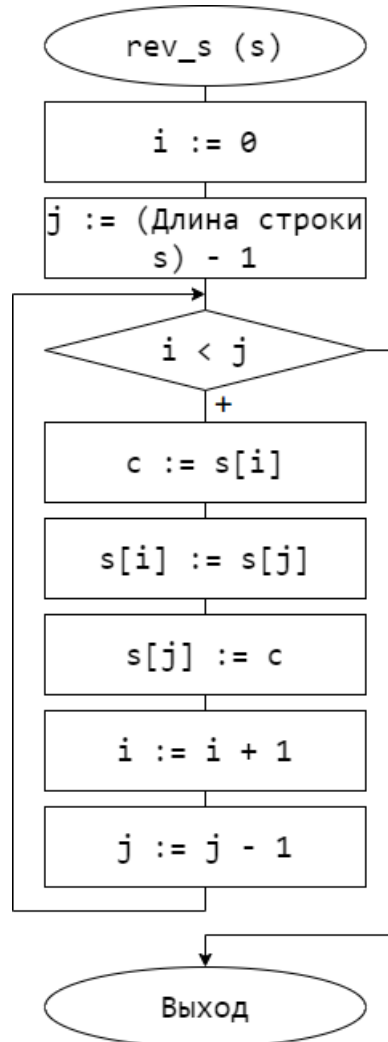 rev_s (s)
i := 0
j := (Длина строки
s) - 1
i < j
+
c := s[i]
s[i] := s[j]
s[j] := c
i := i + 1
j := j - 1
Выход